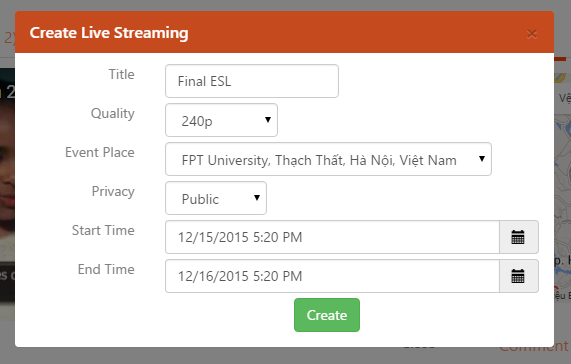 Create Live Streaming ×
Title Final ESL
Quality 240p
Event Place FPT University, Thạch Thất, Hà Nội, Việt Nam
Privacy Public
Start Time 12/15/2015 5:20 PM
End Time 12/16/2015 5:20 PM
Create
Comment